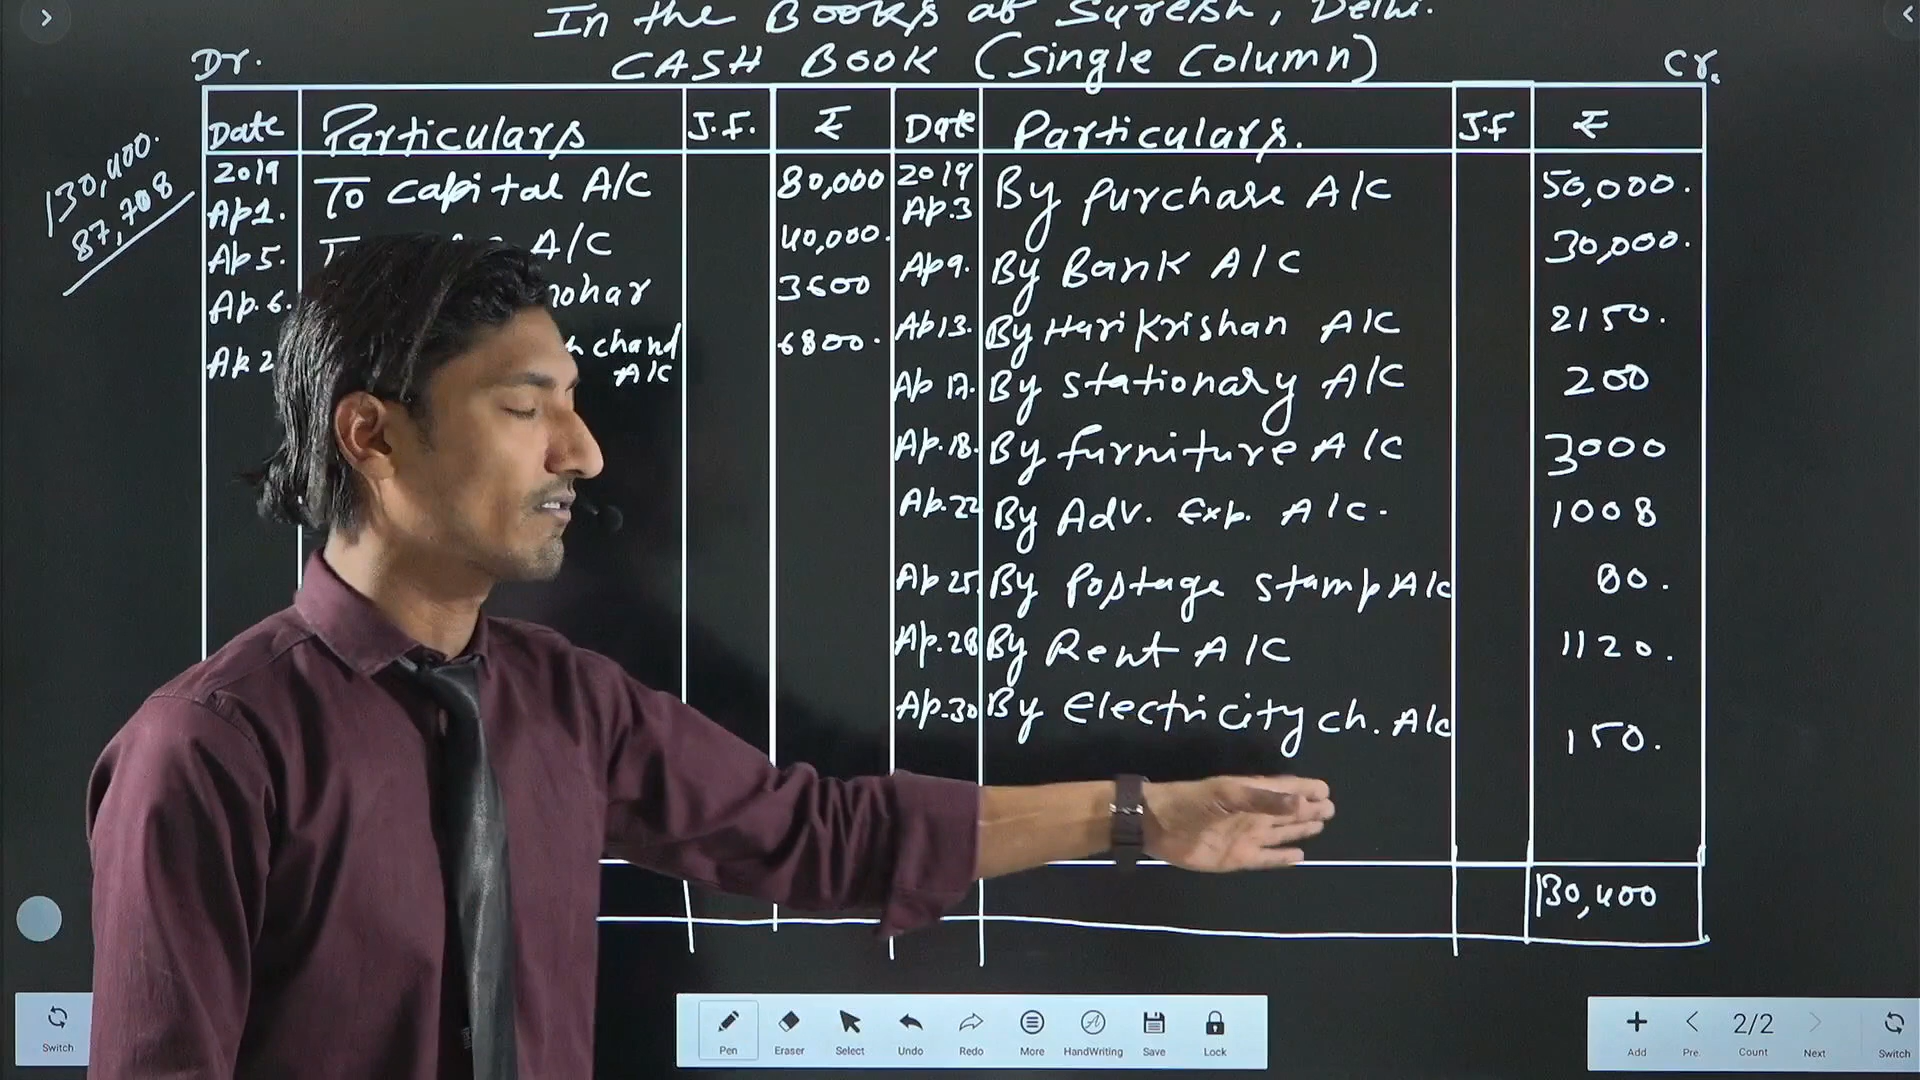 In the Books of Suresh, Delhi.
Dr. CASH BOOK (Single Column) Cr.
Date Particulars J.F. ₹ Date Particulars. J.F ₹
130,400.
87,708
2019 To capital A/C 80,000 2019 By purchase A/C 50,000.
Ap1. Ap.3
Ap5. A/C 40,000. Ap9. By Bank A/C 30,000.
Ap.6. 3600 Ap13. By Hari Krishan A/C 2150.
chand A/C 6800. Ap 17. By Stationary A/C 200
Ap.18. By furniture A/C 3000
Ap.22 By Adv. Exp. A/C. 1008
Ap 25. By Postage stamp A/c 80.
Ap.28 By Rent A/C 1120.
Ap.30 By Electricity ch. A/c 150.
130,400
Switch
Pen Eraser Select Undo Redo More HandWriting Save Lock
2/2
Add Pre. Count Next Switch